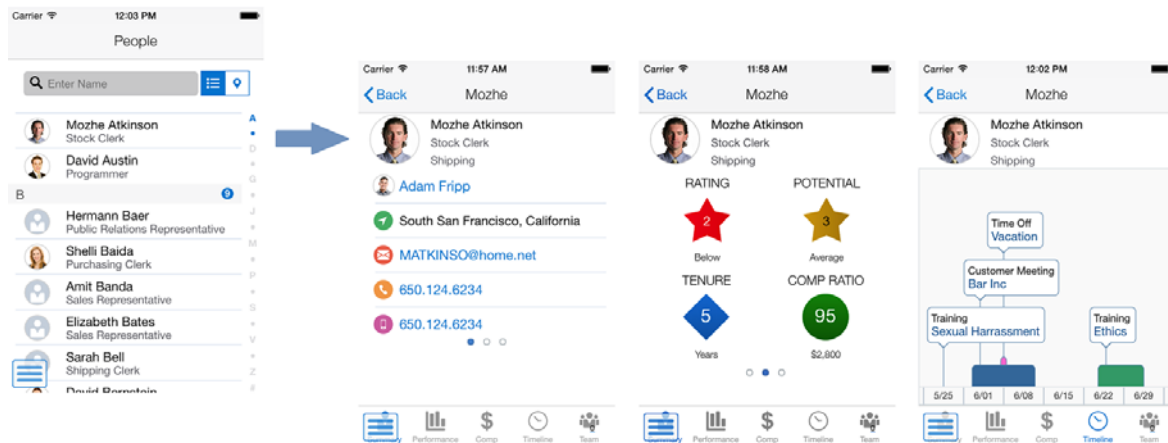 Carrier 12:03 PM
People
Enter Name
A
Mozhe Atkinson
Stock Clerk
D
David Austin
Programmer
G
B 9
J
Hermann Baer
Public Relations Representative
M
Shelli Baida
Purchasing Clerk
P
Amit Banda
Sales Representative
S
Elizabeth Bates
Sales Representative
V
Sarah Bell
Shipping Clerk
Z
David Bernstein
#
Carrier 11:57 AM
Back Mozhe
Mozhe Atkinson
Stock Clerk
Shipping
Adam Fripp
South San Francisco, California
MATKINSO@home.net
650.124.6234
650.124.6234
Summary Performance Comp Timeline Team
Carrier 11:58 AM
Back Mozhe
Mozhe Atkinson
Stock Clerk
Shipping
RATING POTENTIAL
2 3
Below Average
TENURE COMP RATIO
5 95
Years $2,800
Performance Comp Timeline Team
Carrier 12:02 PM
Back Mozhe
Mozhe Atkinson
Stock Clerk
Shipping
Time Off
Vacation
Customer Meeting
Bar Inc
Training
Sexual Harrassment
Training
Ethics
5/25 6/01 6/08 6/15 6/22 6/29
Performance Comp Timeline Team